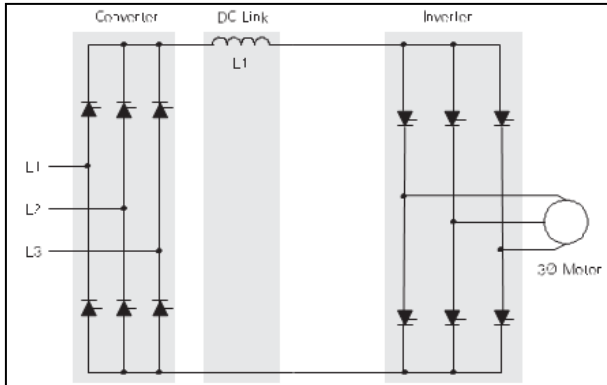 Converter
DC Link
Inverter
L1
L1
L2
L3
3Ø Motor